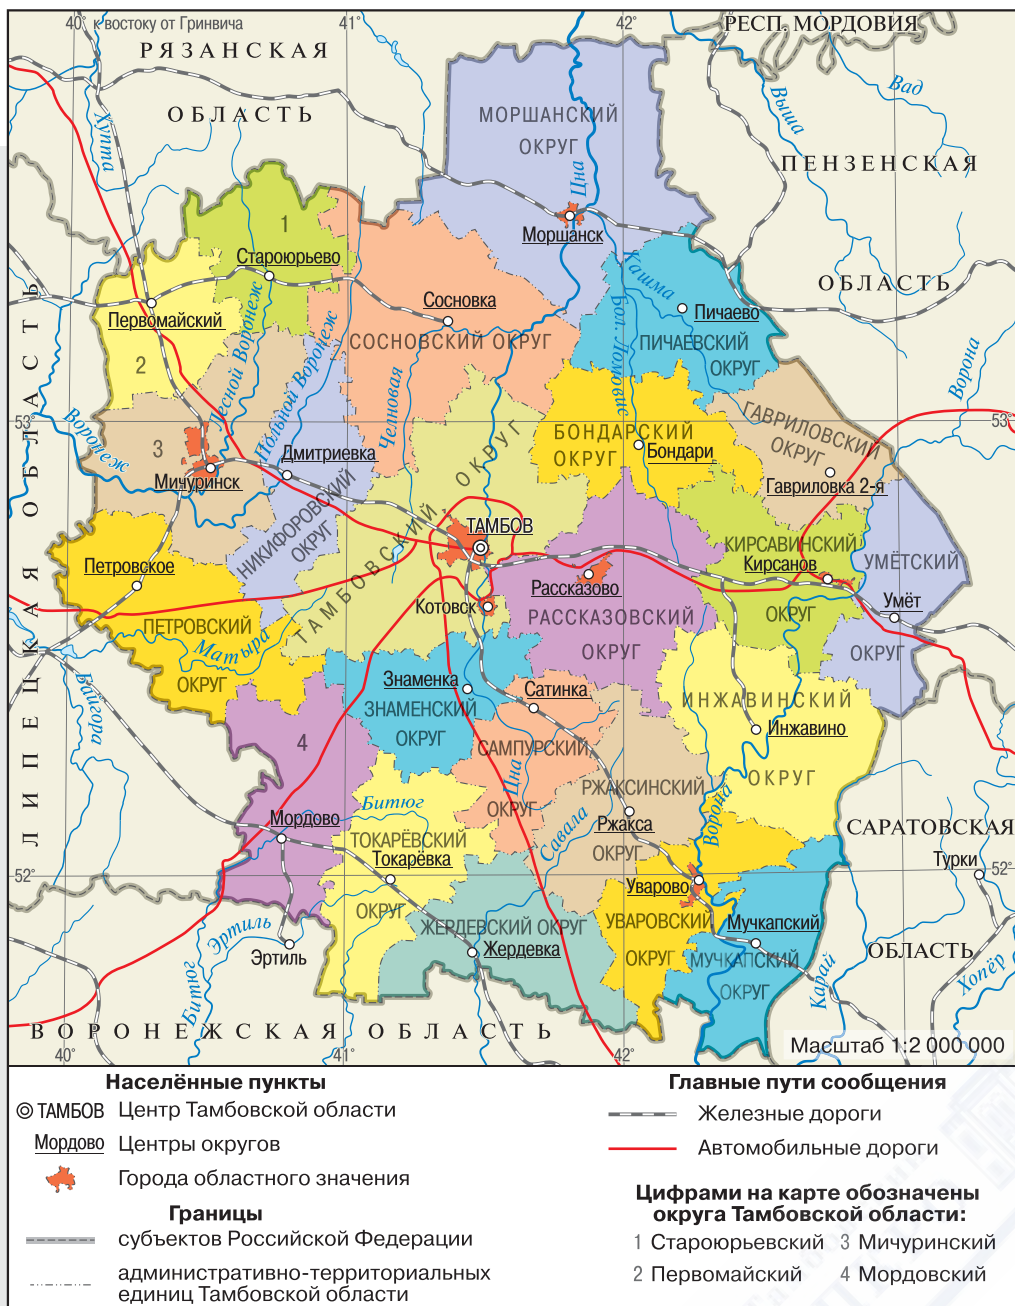 40° к востоку от Гринвича
41°
42°
РЕСП. МОРДОВИЯ
РЯЗАНСКАЯ
ОБЛАСТЬ
Хупта
Вад
Выша
МОРШАНСКИЙ
ОКРУГ
Цна
ПЕНЗЕНСКАЯ
ОБЛАСТЬ
Моршанск
1
Староюрьево
Кашма
Сосновка
Пичаево
Первомайский
СОСНОВСКИЙ ОКРУГ
ПИЧАЕВСКИЙ
ОКРУГ
2
Лесной Воронеж
Польной Воронеж
Челновая
Бол. Ломовис
Ворона
ЛИПЕЦКАЯ ОБЛАСТЬ
Воронеж
53°
53°
3
ГАВРИЛОВСКИЙ
ОКРУГ
БОНДАРСКИЙ
ОКРУГ
Бондари
Дмитриевка
Мичуринск
Гавриловка 2-я
НИКИФОРОВСКИЙ
ОКРУГ
ТАМБОВСКИЙ ОКРУГ
ТАМБОВ
КИРСАВИНСКИЙ
Кирсанов
ОКРУГ
УМЁТСКИЙ
Умёт
ОКРУГ
Петровское
Рассказово
Котовск
РАССКАЗОВСКИЙ
ОКРУГ
ПЕТРОВСКИЙ
ОКРУГ
Матыра
Байгора
Знаменка
ЗНАМЕНСКИЙ
ОКРУГ
Сатинка
ИНЖАВИНСКИЙ
Инжавино
ОКРУГ
4
САМПУРСКИЙ
ОКРУГ
Цна
РЖАКСИНСКИЙ
Ржакса
ОКРУГ
Ворона
Битюг
Мордово
ТОКАРЁВСКИЙ
Токарёвка
ОКРУГ
Савала
САРАТОВСКАЯ
Турки
52°
52°
Уварово
УВАРОВСКИЙ
ОКРУГ
Мучкапский
МУЧКАПСКИЙ
ОКРУГ
ЖЕРДЕВСКИЙ ОКРУГ
Жердевка
Эртиль
Эртиль
Битюг
ОБЛАСТЬ
Карай
Хопёр
ВОРОНЕЖСКАЯ ОБЛАСТЬ
40°
41°
42°
Масштаб 1:2 000 000
Населённые пункты
ТАМБОВ Центр Тамбовской области
Мордово Центры округов
Города областного значения
Границы
субъектов Российской Федерации
административно-территориальных
единиц Тамбовской области
Главные пути сообщения
Железные дороги
Автомобильные дороги
Цифрами на карте обозначены
округа Тамбовской области:
1 Староюрьевский 3 Мичуринский
2 Первомайский 4 Мордовский